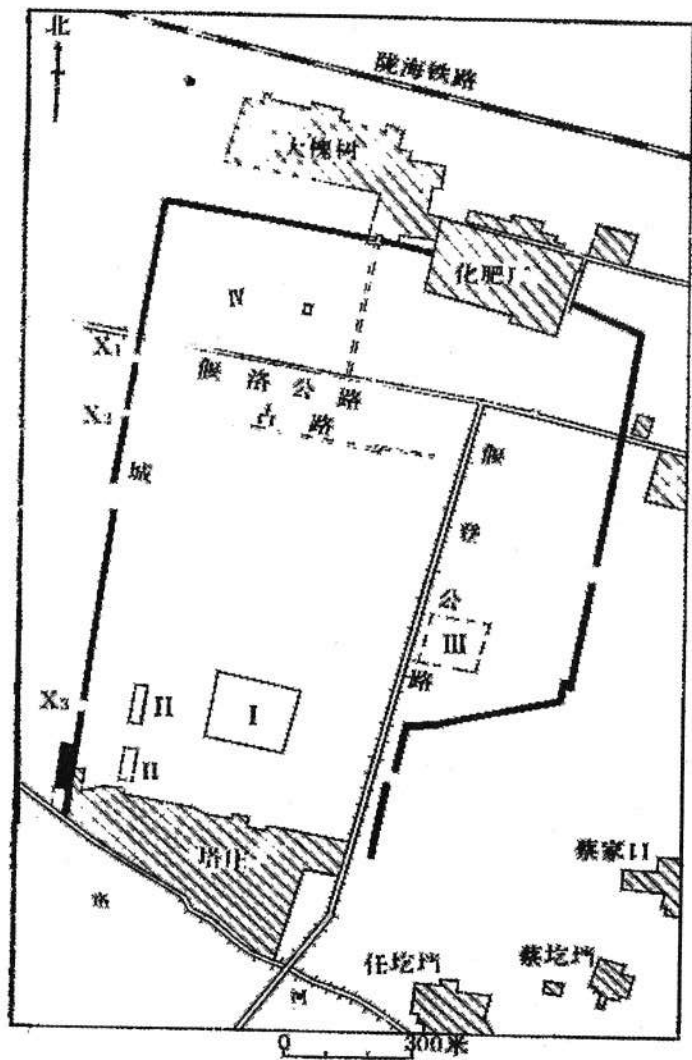 北
陇海铁路
大槐树
化肥厂
Ⅳ
X1
偃洛公路
X2
古路
城
偃登公路
Ⅲ
X3
Ⅱ
Ⅰ
Ⅱ
塔庄
蔡家口
洛河
任圪垱
蔡圪垱
0 300米